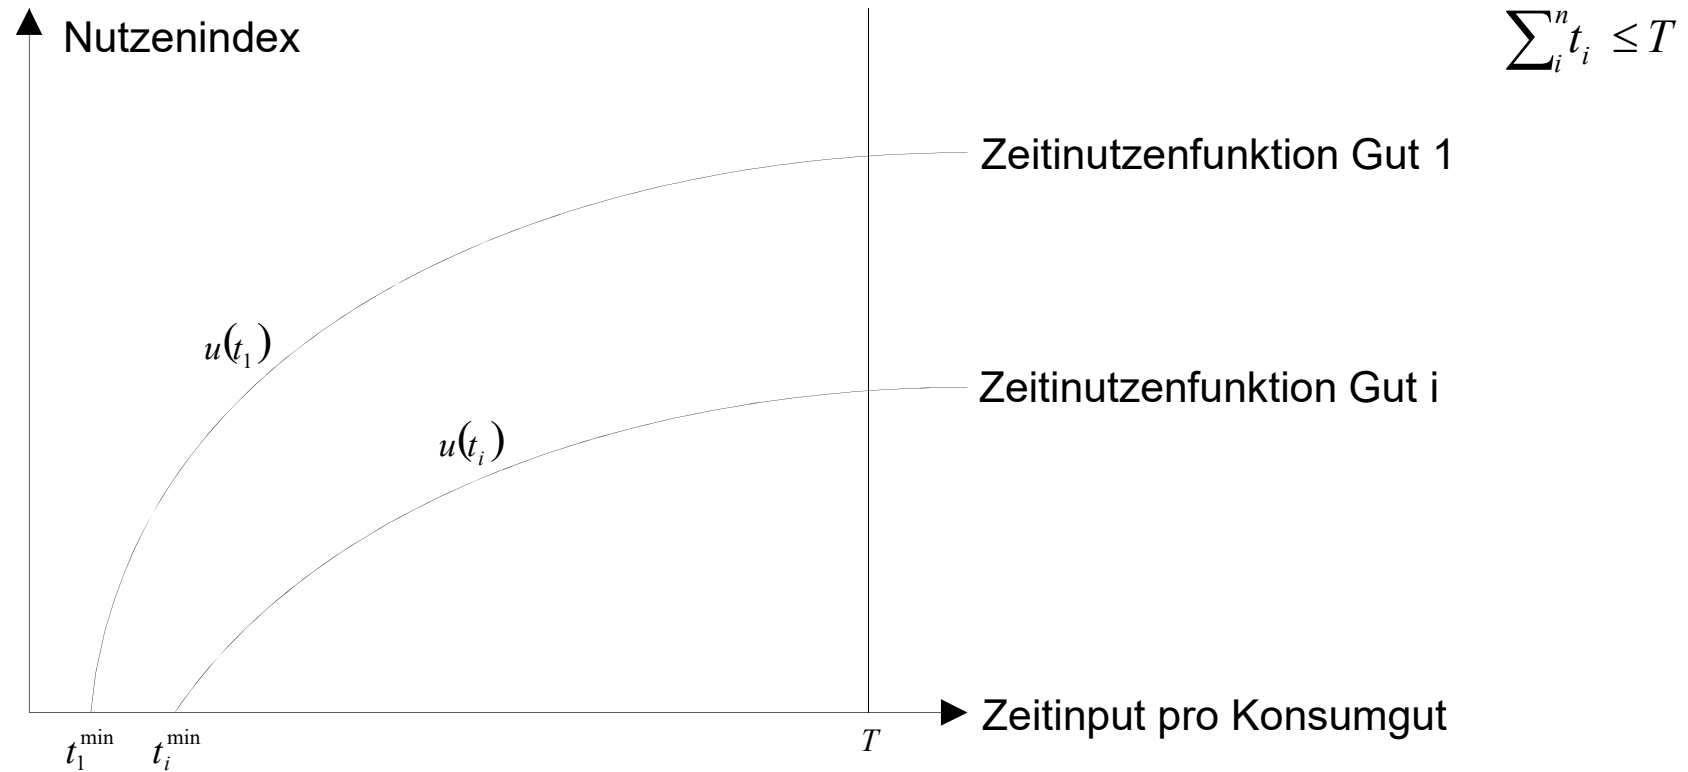 Nutzenindex
∑ᵢⁿ tᵢ ≤ T
Zeitinutzenfunktion Gut 1
u(t₁)
Zeitinutzenfunktion Gut i
u(tᵢ)
Zeitinput pro Konsumgut
t₁ᵐⁱⁿ tᵢᵐⁱⁿ T